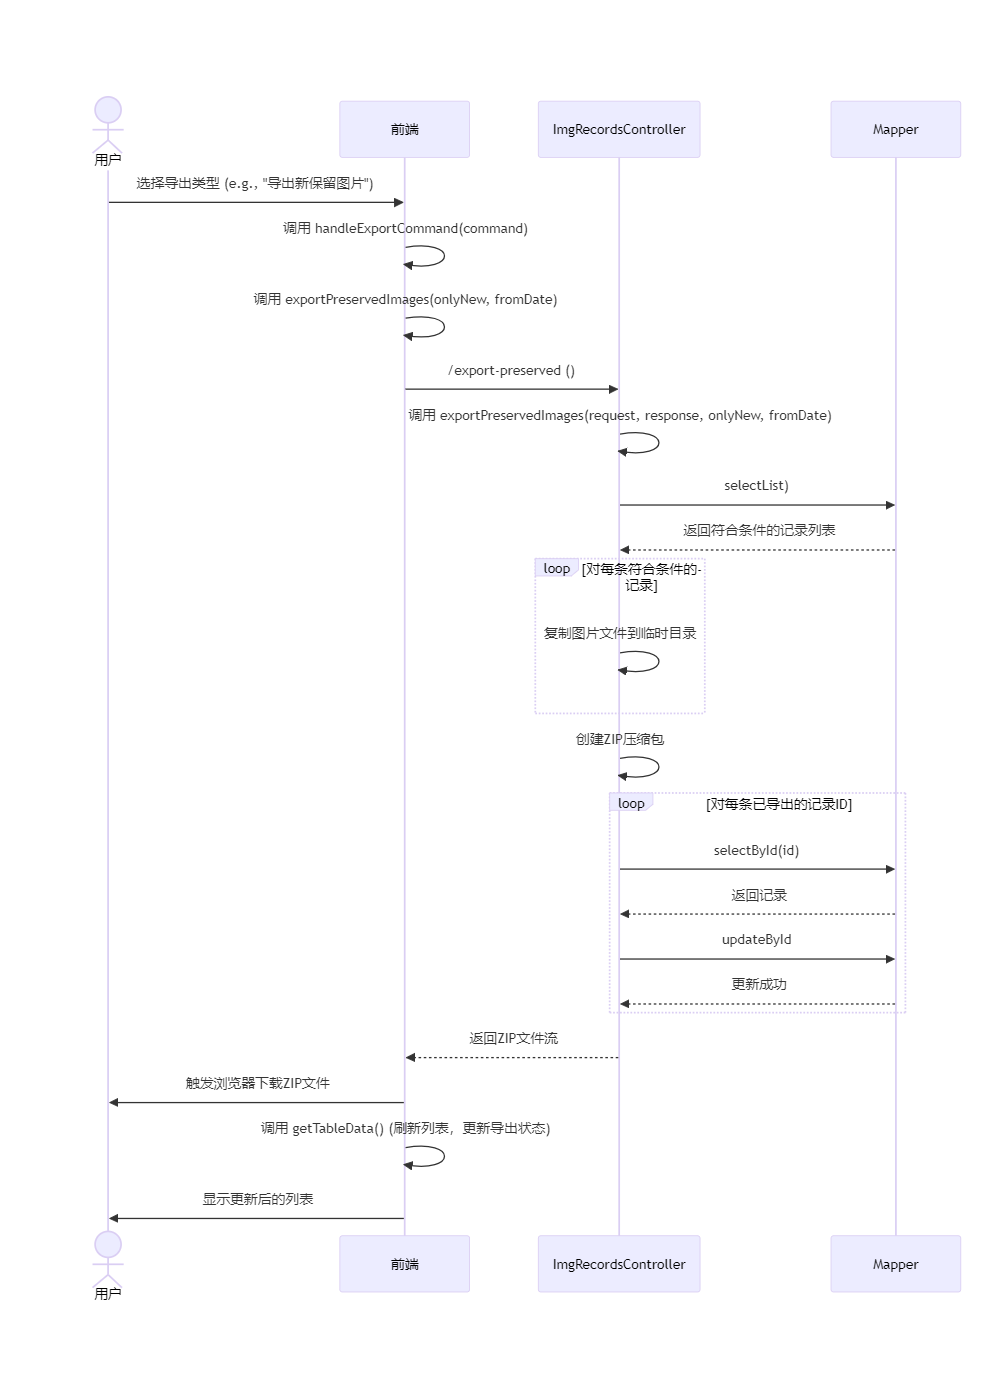 用户
前端
ImgRecordsController
Mapper
选择导出类型 (e.g., "导出新保留图片")
调用 handleExportCommand(command)
调用 exportPreservedImages(onlyNew, fromDate)
/export-preserved ()
调用 exportPreservedImages(request, response, onlyNew, fromDate)
selectList)
返回符合条件的记录列表
loop
[对每条符合条件的-
记录]
复制图片文件到临时目录
创建ZIP压缩包
loop
[对每条已导出的记录ID]
selectById(id)
返回记录
updateById
更新成功
返回ZIP文件流
触发浏览器下载ZIP文件
调用 getTableData() (刷新列表，更新导出状态)
显示更新后的列表
用户
前端
ImgRecordsController
Mapper